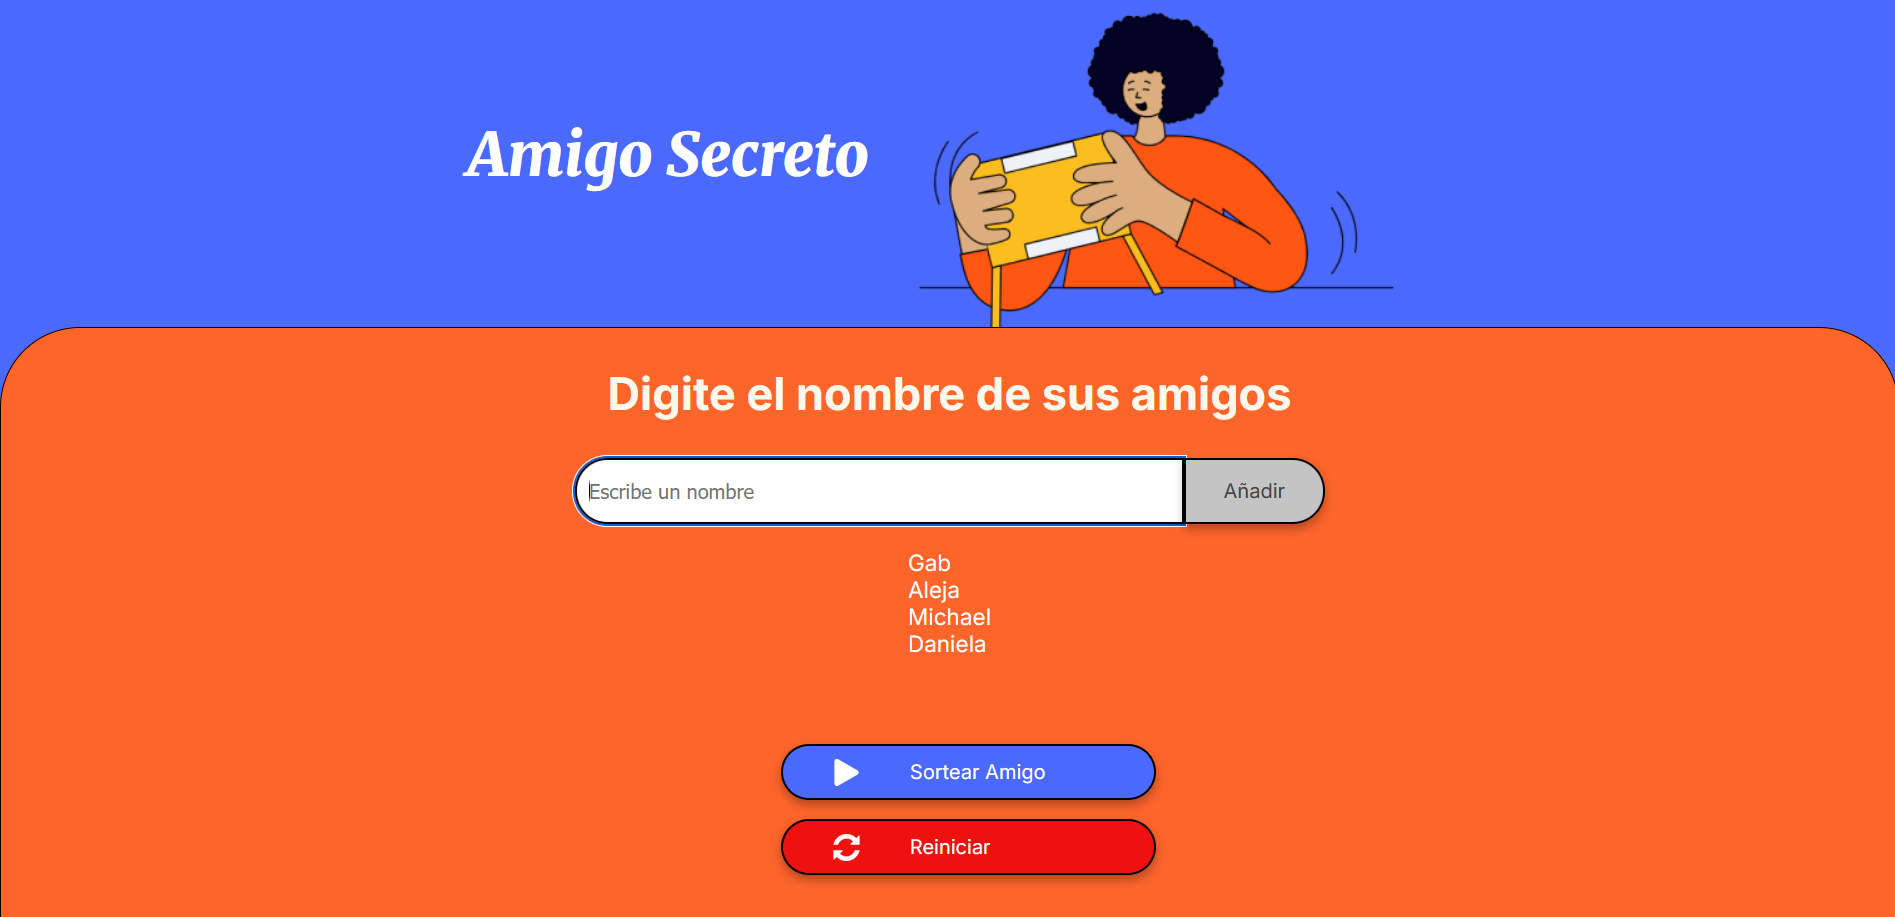 Amigo Secreto
Digite el nombre de sus amigos
Escribe un nombre
Añadir
Gab
Aleja
Michael
Daniela
Sortear Amigo
Reiniciar